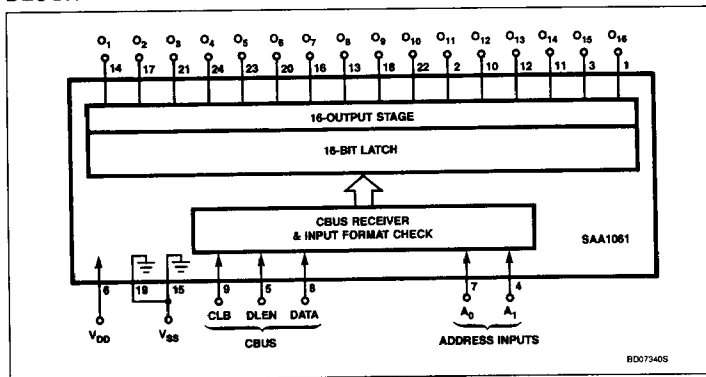 O1 O2 O3 O4 O5 O6 O7 O8 O9 O10 O11 O12 O13 O14 O15 O16
14 17 21 24 23 20 16 13 18 22 2 10 12 11 3 1
16-OUTPUT STAGE
16-BIT LATCH
CBUS RECEIVER
& INPUT FORMAT CHECK
SAA1061
6 19 15 9 5 8 7 4
VDD VSS CLB DLEN DATA A0 A1
CBUS ADDRESS INPUTS
BD07340S